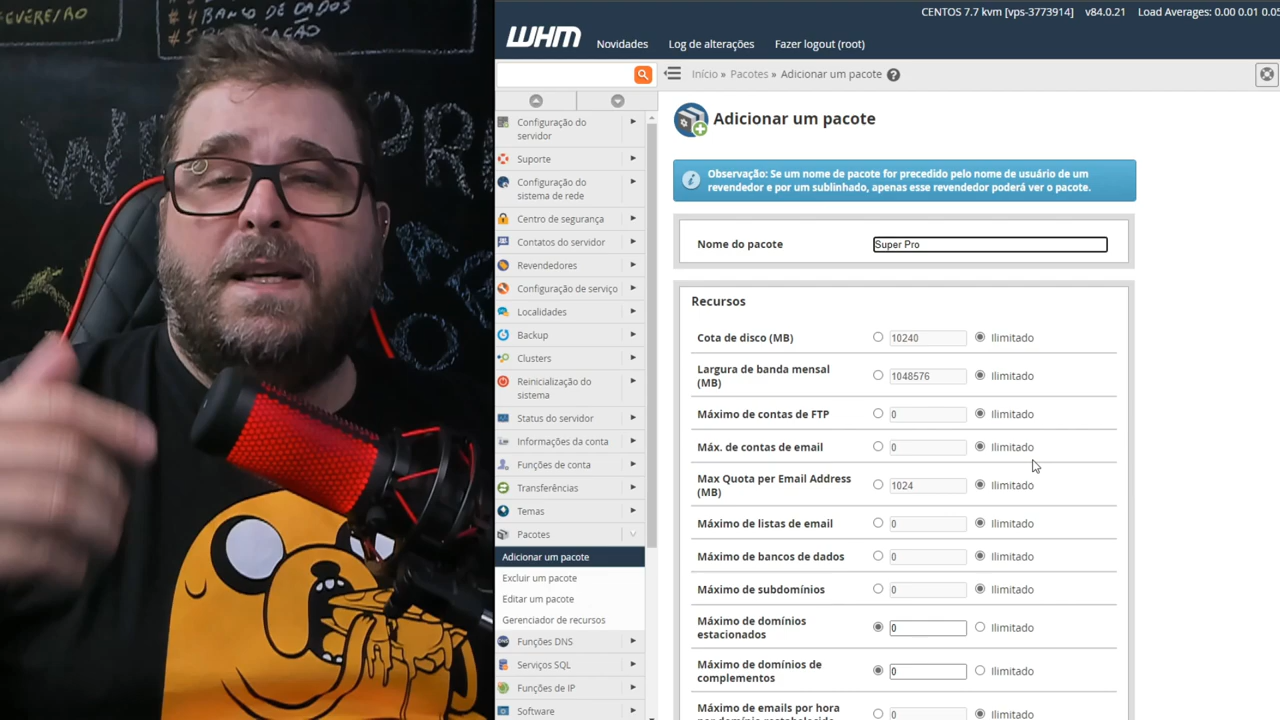 FEVEREIRO
# 4 BANCO DE DADOS
# 5
CENTOS 7.7 kvm [vps-3773914] v84.0.21 Load Averages: 0.00 0.01 0.05
WHM Novidades Log de alterações Fazer logout (root)
Início » Pacotes » Adicionar um pacote
Configuração do
servidor
Suporte
Configuração do
sistema de rede
Centro de segurança
Contatos do servidor
Revendedores
Configuração de serviço
Localidades
Backup
Clusters
Reinicialização do
sistema
Status do servidor
Informações da conta
Funções de conta
Transferências
Temas
Pacotes
Adicionar um pacote
Excluir um pacote
Editar um pacote
Gerenciador de recursos
Funções DNS
Serviços SQL
Funções de IP
Software
Adicionar um pacote
Observação: Se um nome de pacote for precedido pelo nome de usuário de um
revendedor e por um sublinhado, apenas esse revendedor poderá ver o pacote.
Nome do pacote Super Pro
Recursos
Cota de disco (MB) 10240 Ilimitado
Largura de banda mensal
(MB) 1048576 Ilimitado
Máximo de contas de FTP 0 Ilimitado
Máx. de contas de email 0 Ilimitado
Max Quota per Email Address
(MB) 1024 Ilimitado
Máximo de listas de email 0 Ilimitado
Máximo de bancos de dados 0 Ilimitado
Máximo de subdomínios 0 Ilimitado
Máximo de domínios
estacionados 0 Ilimitado
Máximo de domínios de
complementos 0 Ilimitado
Máximo de emails por hora
por domínio restabelecido 0 Ilimitado